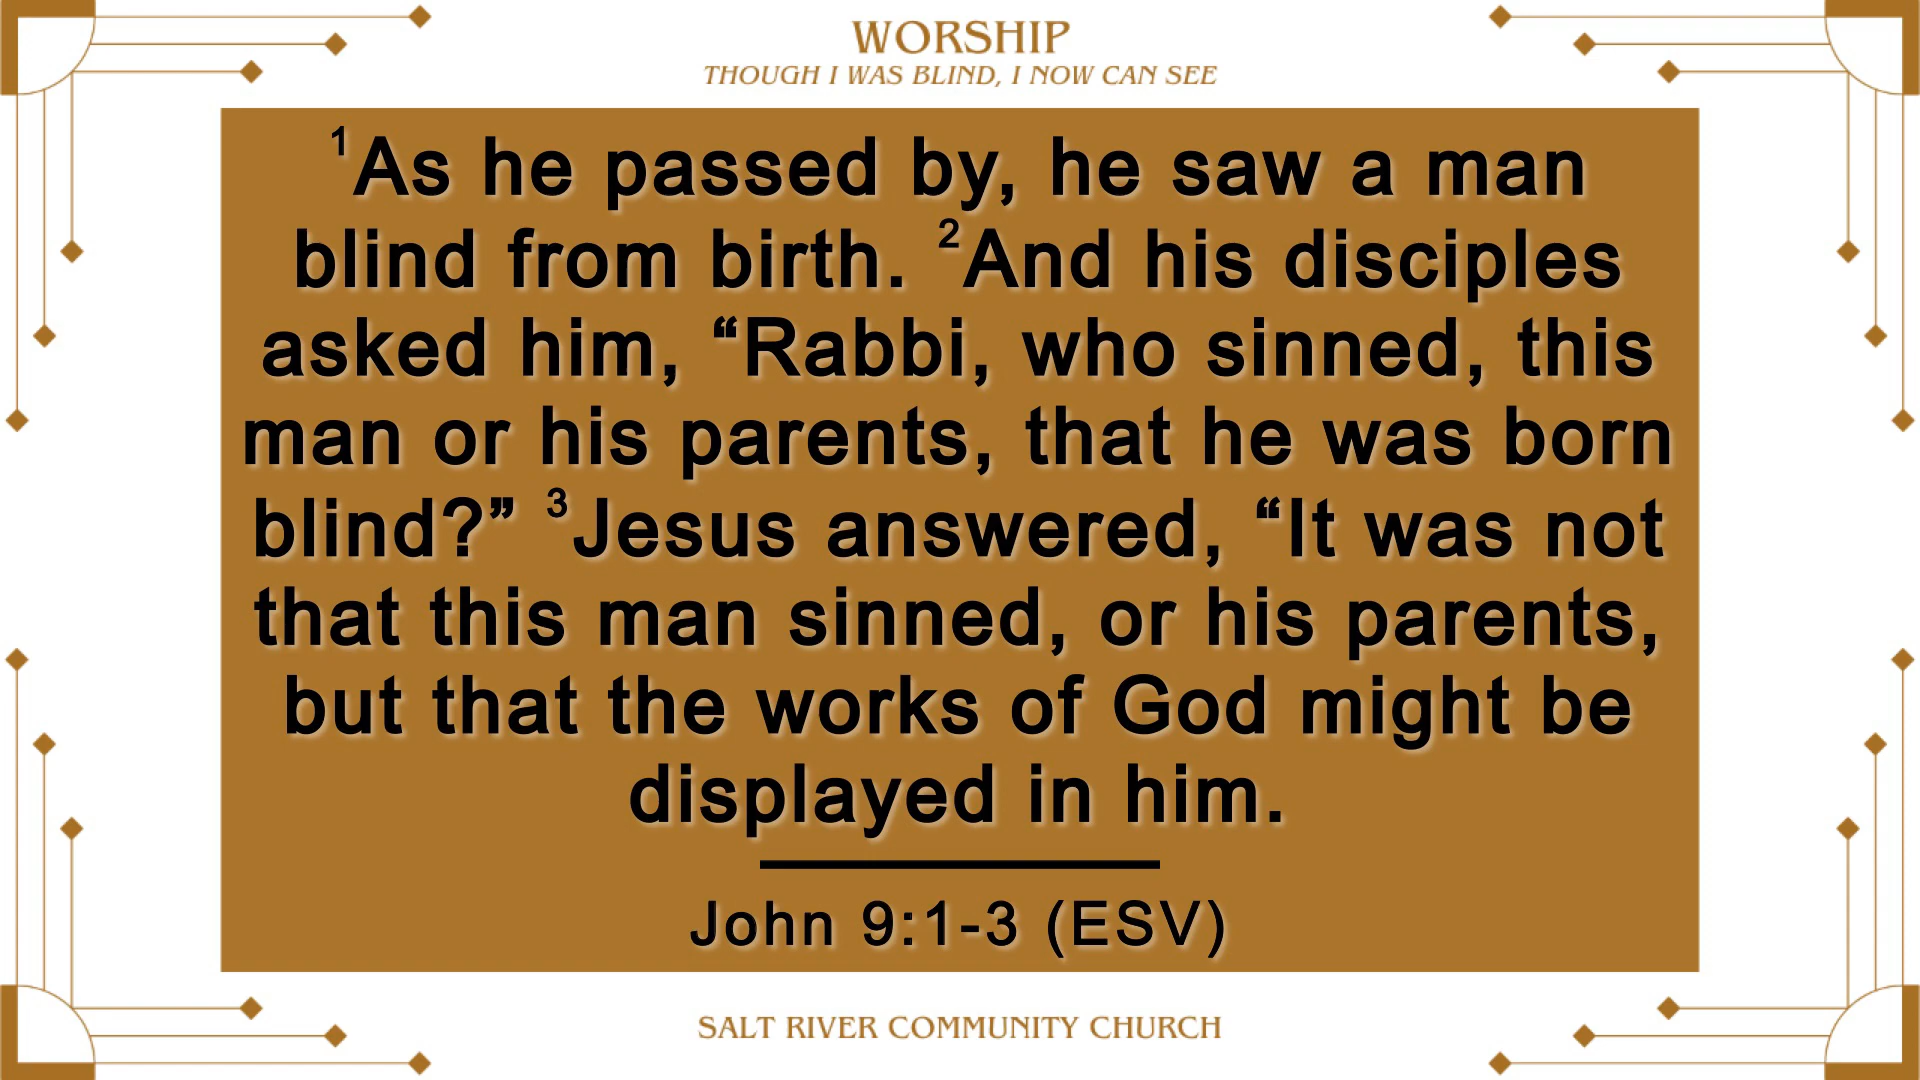 WORSHIP
THOUGH I WAS BLIND, I NOW CAN SEE
¹As he passed by, he saw a man
blind from birth. ²And his disciples
asked him, “Rabbi, who sinned, this
man or his parents, that he was born
blind?” ³Jesus answered, “It was not
that this man sinned, or his parents,
but that the works of God might be
displayed in him.
John 9:1-3 (ESV)
SALT RIVER COMMUNITY CHURCH